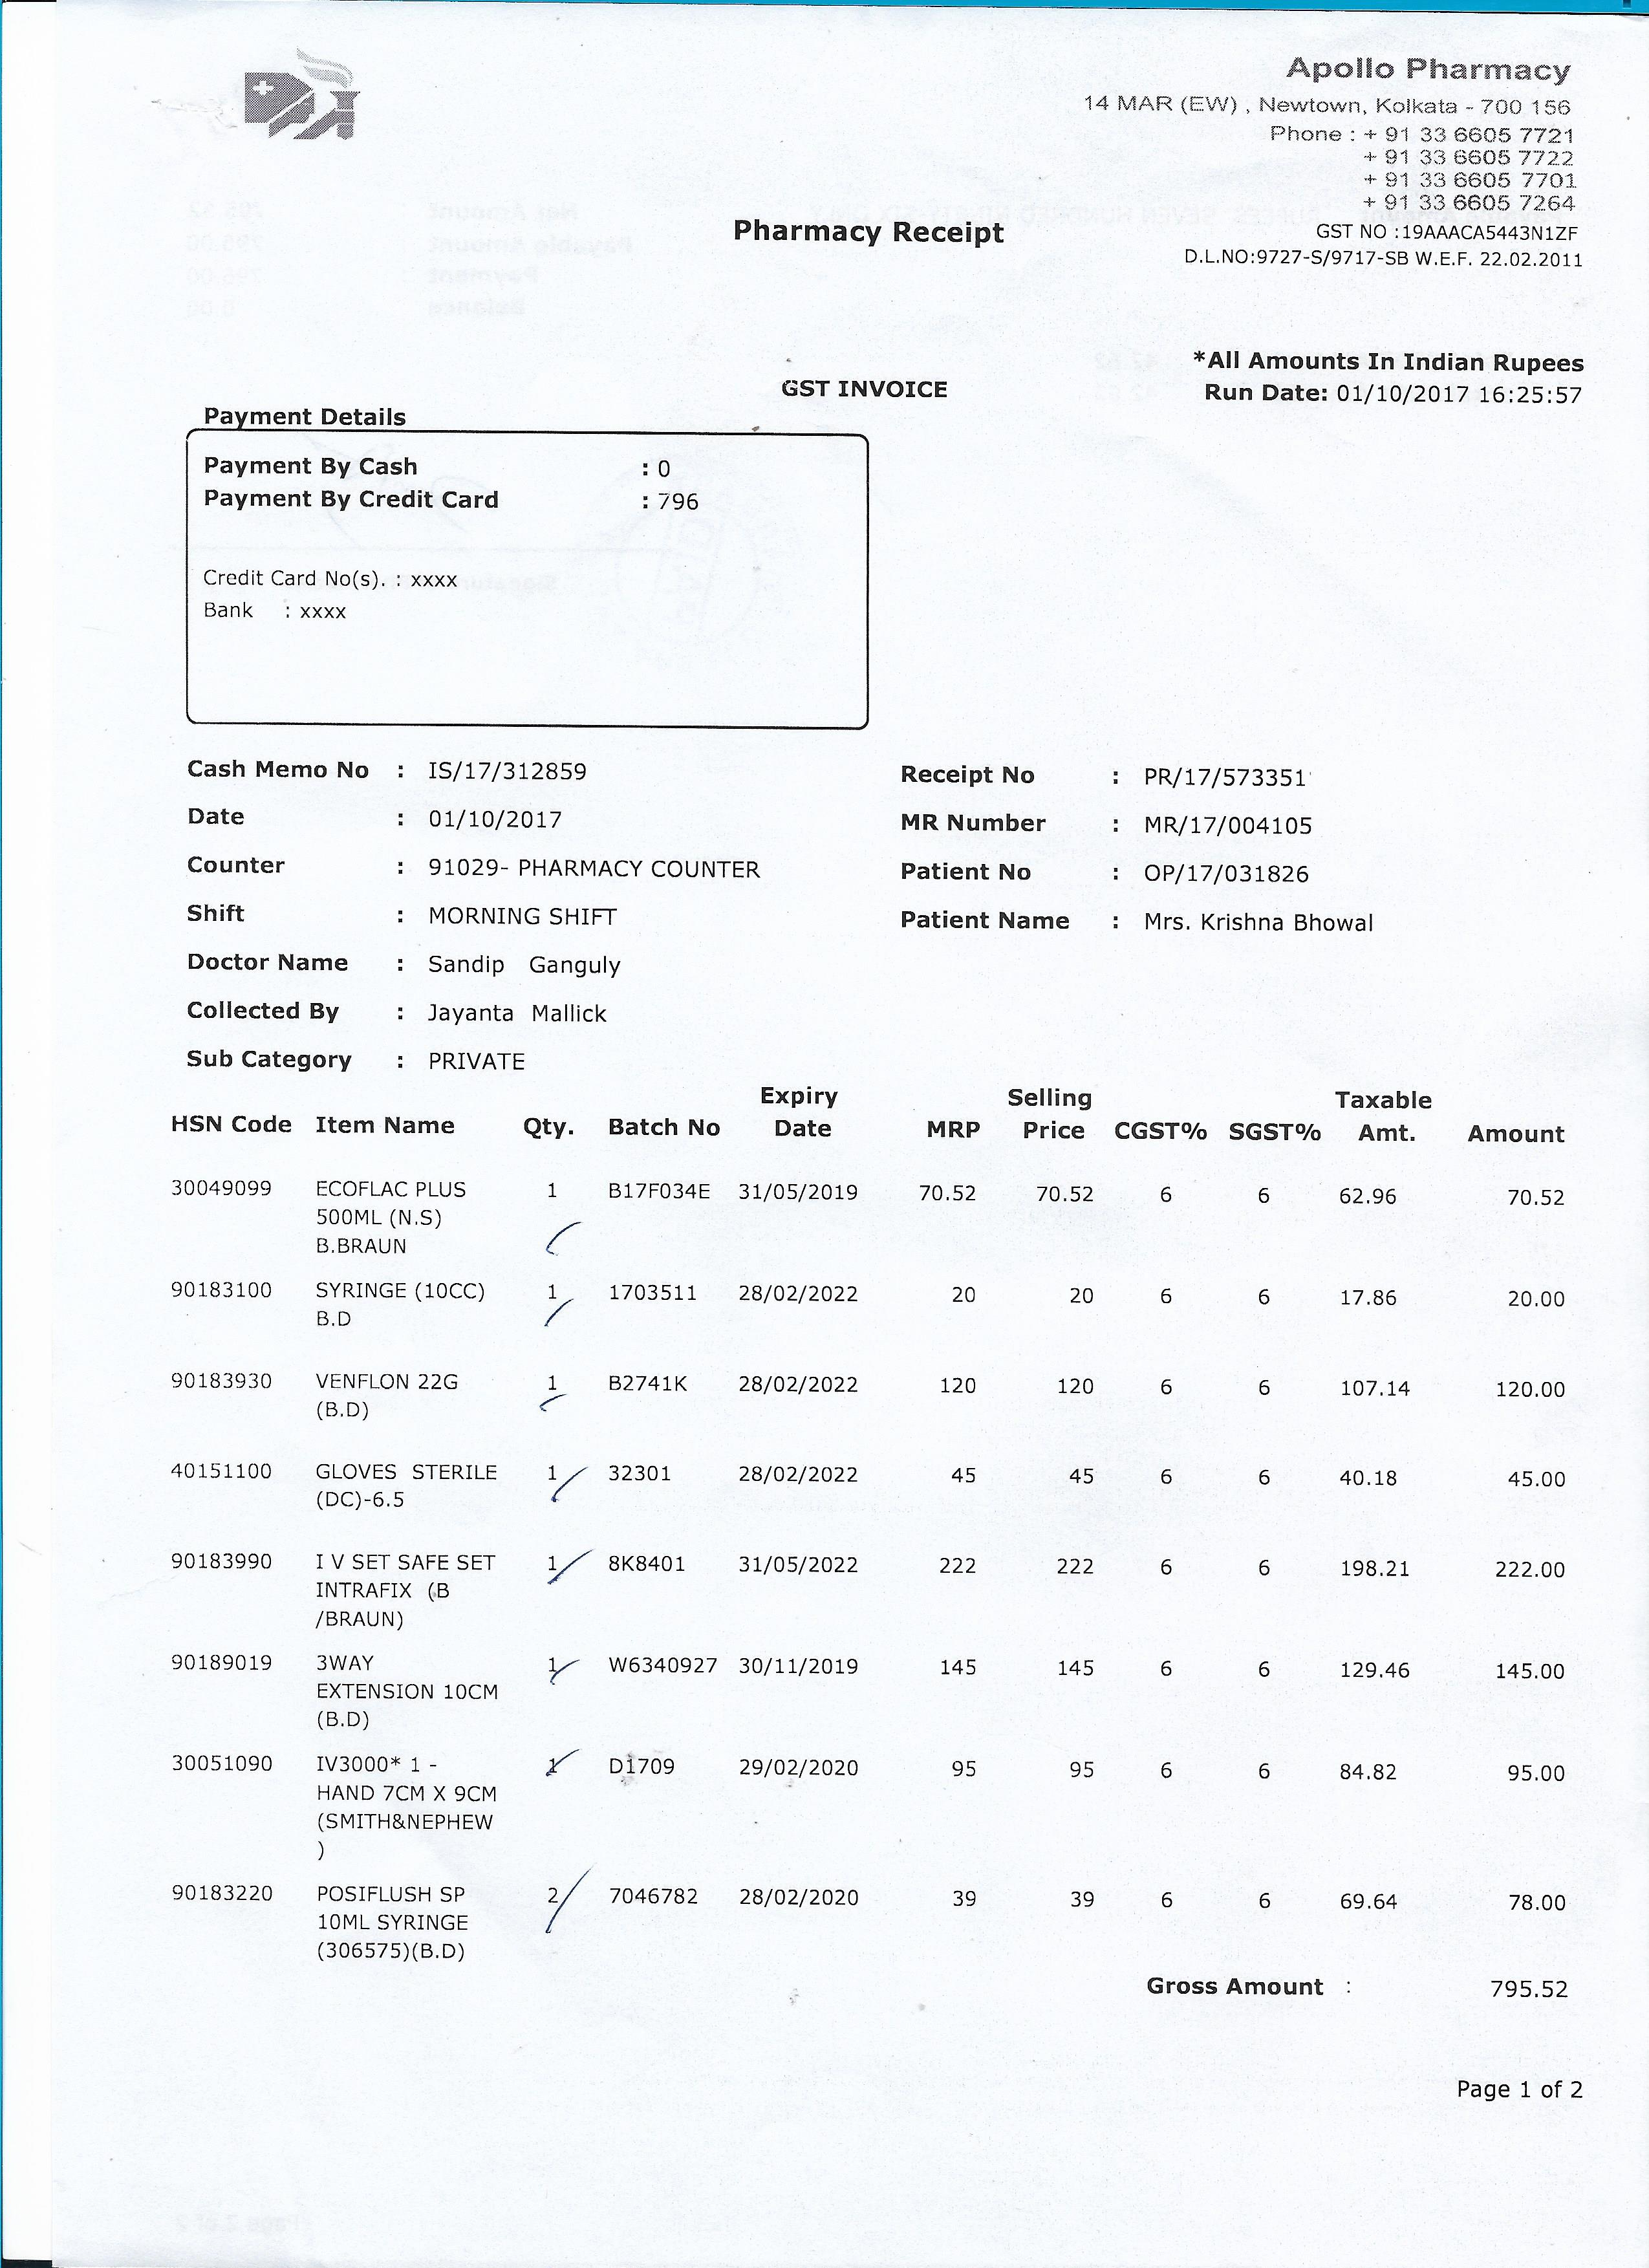 Apollo Pharmacy
14 MAR (EW) , Newtown, Kolkata - 700 156
Phone : + 91 33 6605 7721
+ 91 33 6605 7722
+ 91 33 6605 7701
+ 91 33 6605 7264
Pharmacy Receipt
GST NO :19AAACA5443N1ZF
D.L.NO:9727-S/9717-SB W.E.F. 22.02.2011
*All Amounts In Indian Rupees
GST INVOICE
Run Date: 01/10/2017 16:25:57
Payment Details
Payment By Cash : 0
Payment By Credit Card : 796
Credit Card No(s). : xxxx
Bank : xxxx
Cash Memo No : IS/17/312859 Receipt No : PR/17/573351
Date : 01/10/2017 MR Number : MR/17/004105
Counter : 91029- PHARMACY COUNTER Patient No : OP/17/031826
Shift : MORNING SHIFT Patient Name : Mrs. Krishna Bhowal
Doctor Name : Sandip Ganguly
Collected By : Jayanta Mallick
Sub Category : PRIVATE
Expiry Selling Taxable
HSN Code Item Name Qty. Batch No Date MRP Price CGST% SGST% Amt. Amount
30049099 ECOFLAC PLUS 1 B17F034E 31/05/2019 70.52 70.52 6 6 62.96 70.52
500ML (N.S)
B.BRAUN
90183100 SYRINGE (10CC) 1 1703511 28/02/2022 20 20 6 6 17.86 20.00
B.D
90183930 VENFLON 22G 1 B2741K 28/02/2022 120 120 6 6 107.14 120.00
(B.D)
40151100 GLOVES STERILE 1 32301 28/02/2022 45 45 6 6 40.18 45.00
(DC)-6.5
90183990 I V SET SAFE SET 1 8K8401 31/05/2022 222 222 6 6 198.21 222.00
INTRAFIX (B
/BRAUN)
90189019 3WAY 1 W6340927 30/11/2019 145 145 6 6 129.46 145.00
EXTENSION 10CM
(B.D)
30051090 IV3000* 1 - 1 D1709 29/02/2020 95 95 6 6 84.82 95.00
HAND 7CM X 9CM
(SMITH&NEPHEW
)
90183220 POSIFLUSH SP 2 7046782 28/02/2020 39 39 6 6 69.64 78.00
10ML SYRINGE
(306575)(B.D)
Gross Amount : 795.52
Page 1 of 2